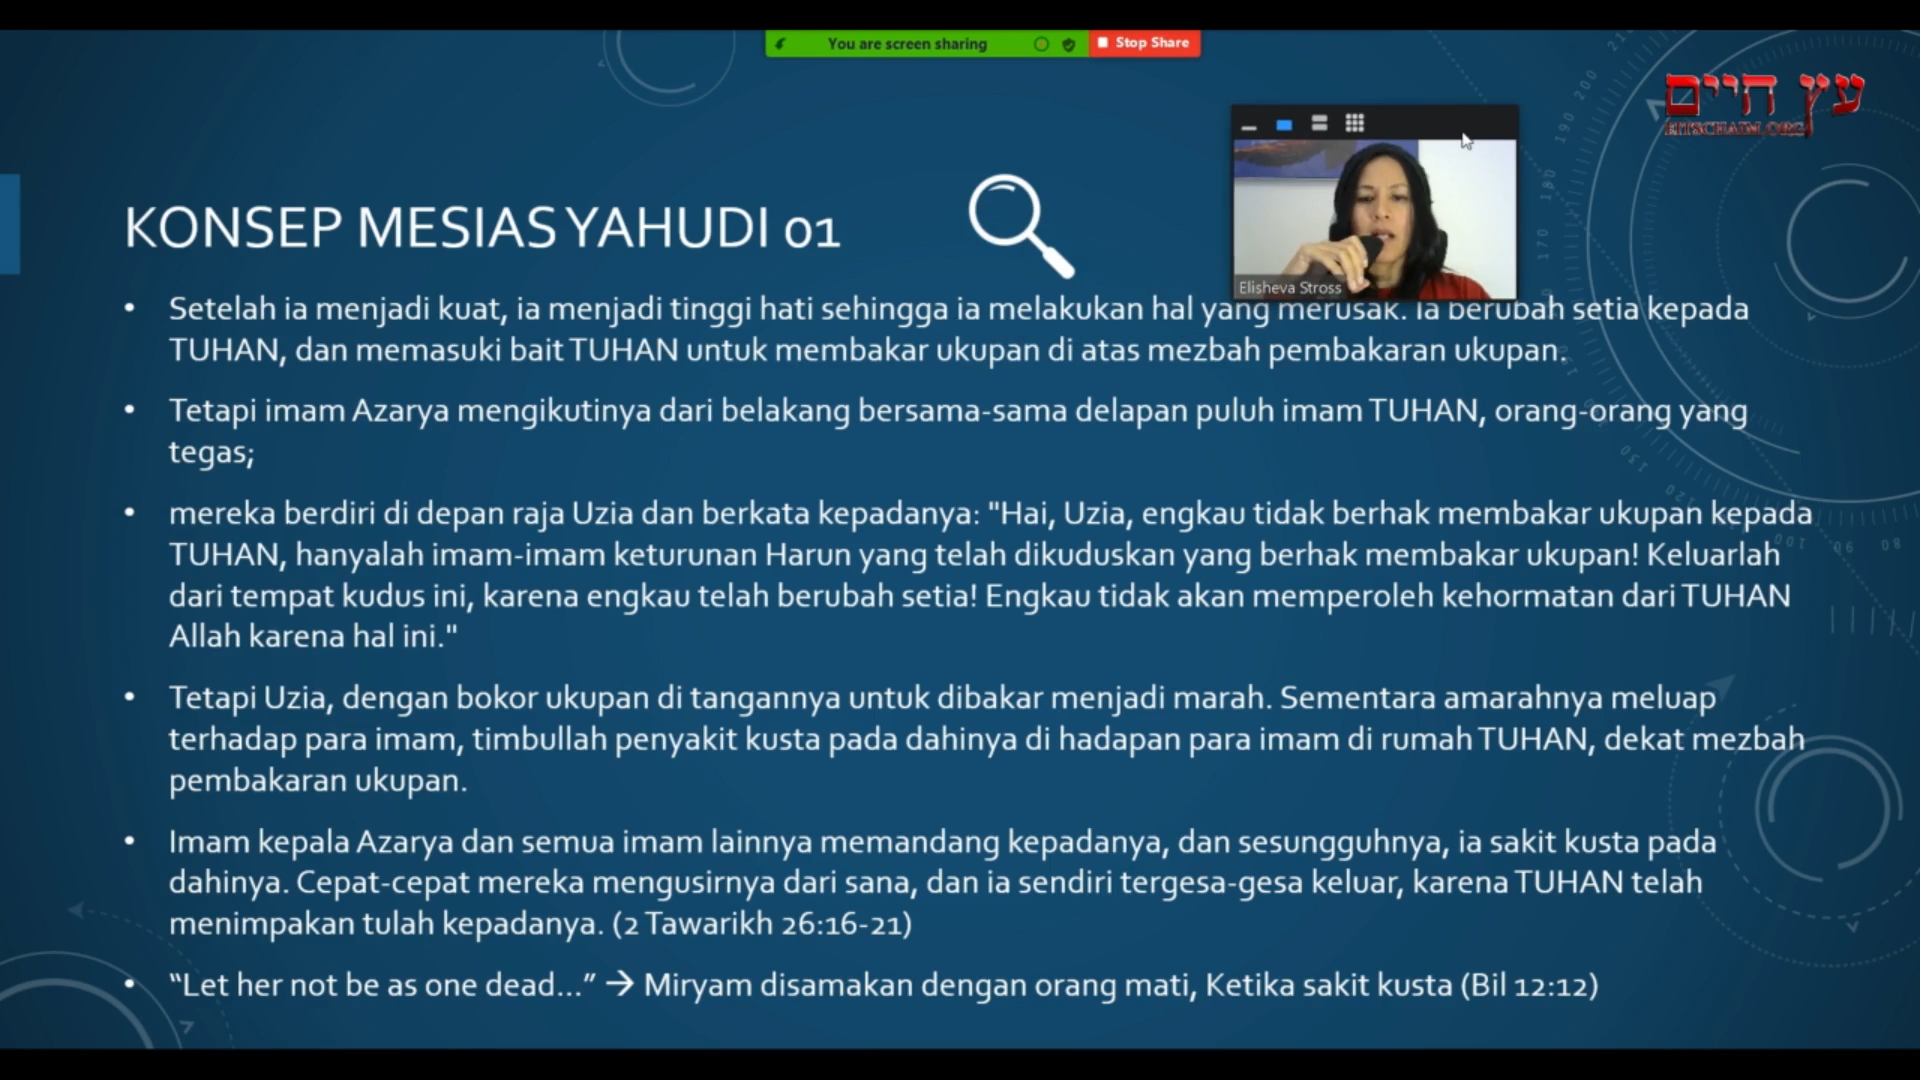 You are screen sharing
Stop Share
עץ חיים
ETSCHAIM.ORG
Elisheva Stross
KONSEP MESIAS YAHUDI 01
• Setelah ia menjadi kuat, ia menjadi tinggi hati sehingga ia melakukan hal yang merusak. Ia berubah setia kepada
TUHAN, dan memasuki bait TUHAN untuk membakar ukupan di atas mezbah pembakaran ukupan.
• Tetapi imam Azarya mengikutinya dari belakang bersama-sama delapan puluh imam TUHAN, orang-orang yang
tegas;
• mereka berdiri di depan raja Uzia dan berkata kepadanya: "Hai, Uzia, engkau tidak berhak membakar ukupan kepada
TUHAN, hanyalah imam-imam keturunan Harun yang telah dikuduskan yang berhak membakar ukupan! Keluarlah
dari tempat kudus ini, karena engkau telah berubah setia! Engkau tidak akan memperoleh kehormatan dari TUHAN
Allah karena hal ini."
• Tetapi Uzia, dengan bokor ukupan di tangannya untuk dibakar menjadi marah. Sementara amarahnya meluap
terhadap para imam, timbullah penyakit kusta pada dahinya di hadapan para imam di rumah TUHAN, dekat mezbah
pembakaran ukupan.
• Imam kepala Azarya dan semua imam lainnya memandang kepadanya, dan sesungguhnya, ia sakit kusta pada
dahinya. Cepat-cepat mereka mengusirnya dari sana, dan ia sendiri tergesa-gesa keluar, karena TUHAN telah
menimpakan tulah kepadanya. (2 Tawarikh 26:16-21)
• “Let her not be as one dead...” → Miryam disamakan dengan orang mati, Ketika sakit kusta (Bil 12:12)